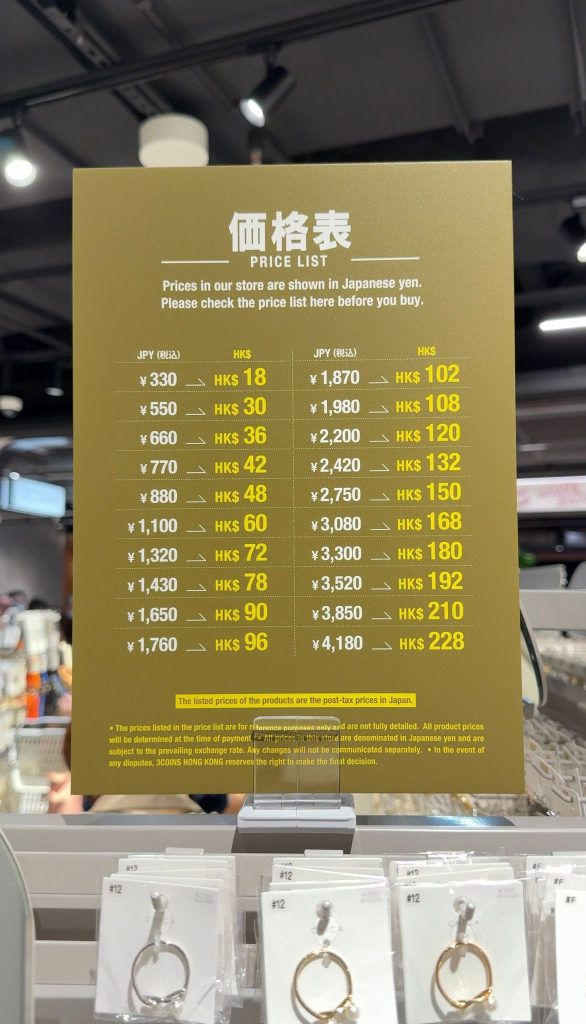 価格表
PRICE LIST
Prices in our store are shown in Japanese yen.
Please check the price list here before you buy.
JPY (税込) HK$ JPY (税込) HK$
¥ 330 HK$ 18 ¥ 1,870 HK$ 102
¥ 550 HK$ 30 ¥ 1,980 HK$ 108
¥ 660 HK$ 36 ¥ 2,200 HK$ 120
¥ 770 HK$ 42 ¥ 2,420 HK$ 132
¥ 880 HK$ 48 ¥ 2,750 HK$ 150
¥ 1,100 HK$ 60 ¥ 3,080 HK$ 168
¥ 1,320 HK$ 72 ¥ 3,300 HK$ 180
¥ 1,430 HK$ 78 ¥ 3,520 HK$ 192
¥ 1,650 HK$ 90 ¥ 3,850 HK$ 210
¥ 1,760 HK$ 96 ¥ 4,180 HK$ 228
The listed prices of the products are the post-tax prices in Japan.
• The prices listed in the price list are for reference purposes only and are not fully detailed. All product prices
will be determined at the time of payment. • All prices in this store are denominated in Japanese yen and are
subject to the prevailing exchange rate. Any changes will not be communicated separately. • In the event of
any disputes, 3COINS HONG KONG reserves the right to make the final decision.
#12 #12 #12
#12 #12 #12